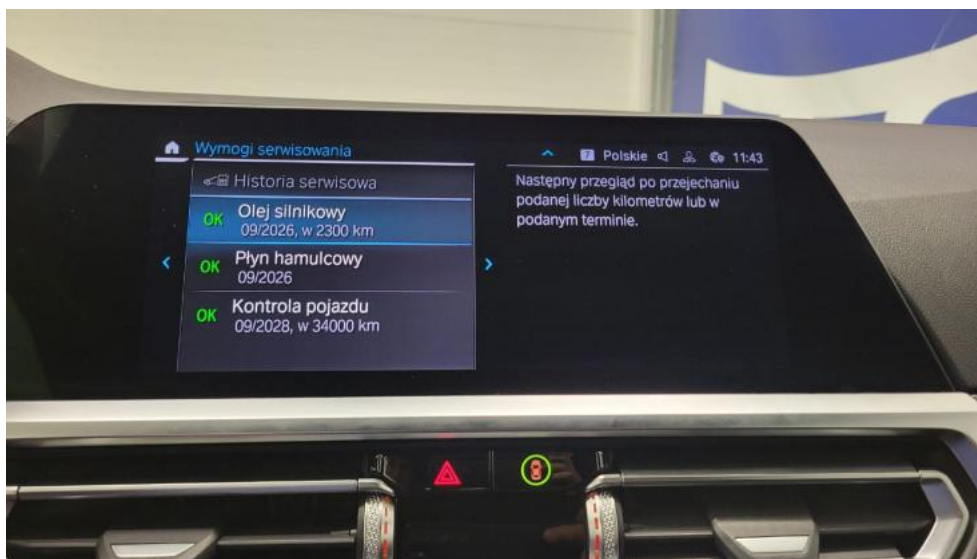 Wymogi serwisowania
7 Polskie 11:43
Historia serwisowa
OK Olej silnikowy
09/2026, w 2300 km
OK Płyn hamulcowy
09/2026
OK Kontrola pojazdu
09/2028, w 34000 km
Następny przegląd po przejechaniu
podanej liczby kilometrów lub w
podanym terminie.